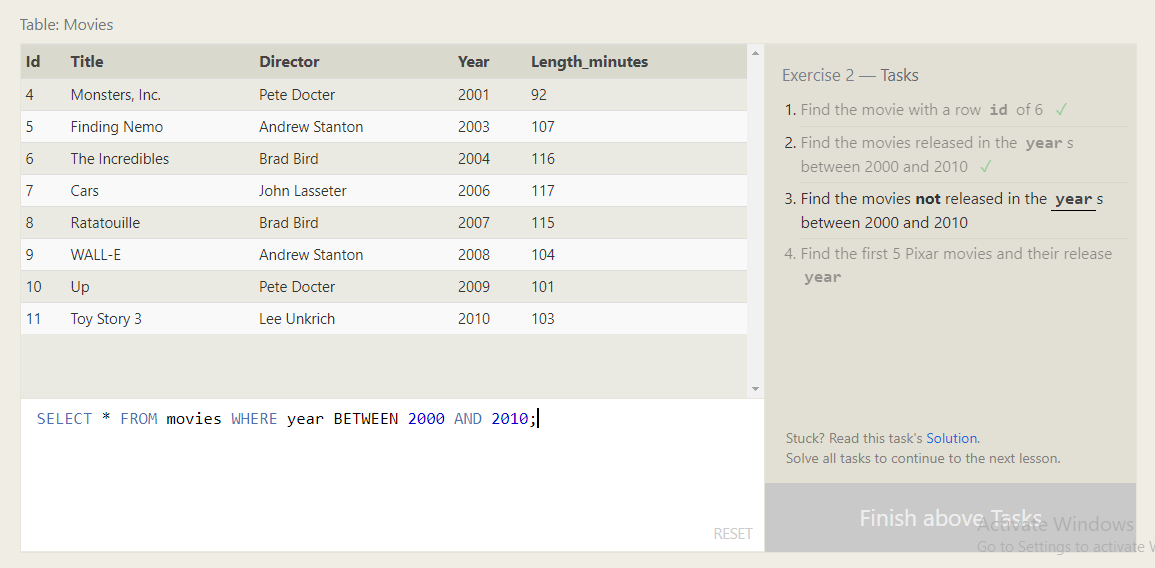 Table: Movies
Id Title Director Year Length_minutes
4 Monsters, Inc. Pete Docter 2001 92
5 Finding Nemo Andrew Stanton 2003 107
6 The Incredibles Brad Bird 2004 116
7 Cars John Lasseter 2006 117
8 Ratatouille Brad Bird 2007 115
9 WALL-E Andrew Stanton 2008 104
10 Up Pete Docter 2009 101
11 Toy Story 3 Lee Unkrich 2010 103
SELECT * FROM movies WHERE year BETWEEN 2000 AND 2010;
RESET
Exercise 2 — Tasks
1. Find the movie with a row id of 6 ✓
2. Find the movies released in the year s
between 2000 and 2010 ✓
3. Find the movies not released in the year s
between 2000 and 2010
4. Find the first 5 Pixar movies and their release
year
Stuck? Read this task's Solution.
Solve all tasks to continue to the next lesson.
Finish above Tasks
Activate Windows
Go to Settings to activate W